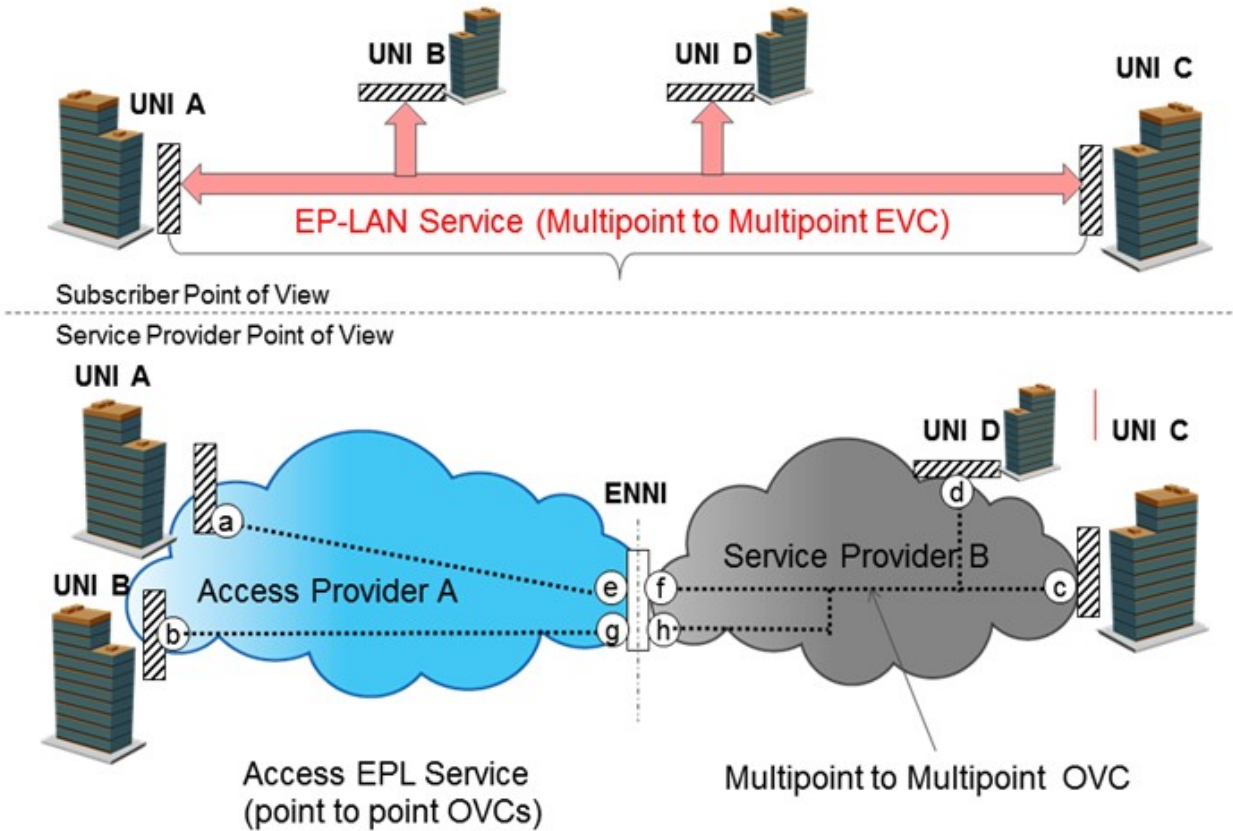 UNI B
UNI D
UNI C
UNI A
EP-LAN Service (Multipoint to Multipoint EVC)
Subscriber Point of View
Service Provider Point of View
UNI A
UNI D
UNI C
ENNI
d
a
Service Provider B
UNI B
Access Provider A
e
f
c
b
g
h
Access EPL Service
(point to point OVCs)
Multipoint to Multipoint OVC